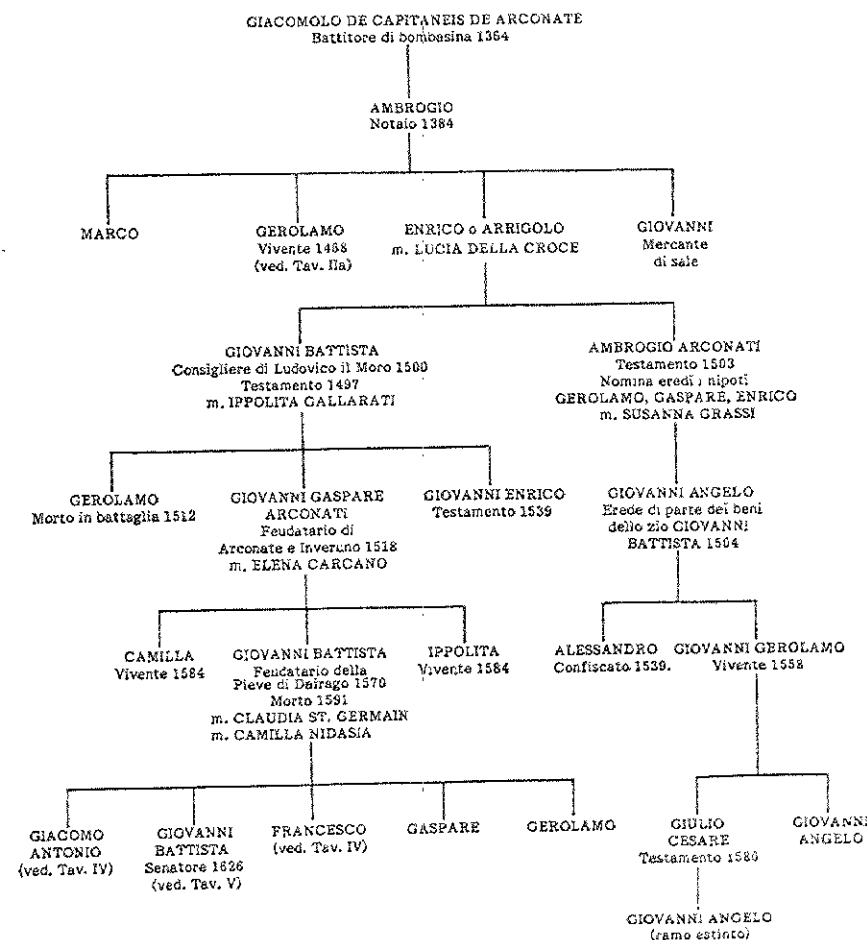 GIACOMOLO DE CAPITANEIS DE ARCONATE
Battitore di bombasina 1364
AMBROGIO
Notaio 1384
MARCO
GEROLAMO
Vivente 1468
(ved. Tav. IIa)
ENRICO o ARRIGOLO
m. LUCIA DELLA CROCE
GIOVANNI
Mercante
di sale
GIOVANNI BATTISTA
Consigliere di Ludovico il Moro 1500
Testamento 1497
m. IPPOLITA GALLARATI
AMBROGIO ARCONATI
Testamento 1503
Nomina eredi i nipoti
GEROLAMO, GASPARE, ENRICO
m. SUSANNA GRASSI
GEROLAMO
Morto in battaglia 1512
GIOVANNI GASPARE
ARCONATI
Feudatario di
Arconate e Inveruno 1518
m. ELENA CARCANO
GIOVANNI ENRICO
Testamento 1539
GIOVANNI ANGELO
Erede di parte dei beni
dello zio GIOVANNI
BATTISTA 1504
CAMILLA
Vivente 1584
GIOVANNI BATTISTA
Feudatario della
Pieve di Dairago 1570
Morto 1591
m. CLAUDIA ST. GERMAIN
m. CAMILLA NIDASIA
IPPOLITA
Vivente 1584
ALESSANDRO
Confiscato 1539.
GIOVANNI GEROLAMO
Vivente 1558
GIACOMO
ANTONIO
(ved. Tav. IV)
GIOVANNI
BATTISTA
Senatore 1626
(ved. Tav. V)
FRANCESCO
(ved. Tav. IV)
GASPARE
GEROLAMO
GIULIO
CESARE
Testamento 1580
GIOVANNI
ANGELO
GIOVANNI ANGELO
(ramo estinto)